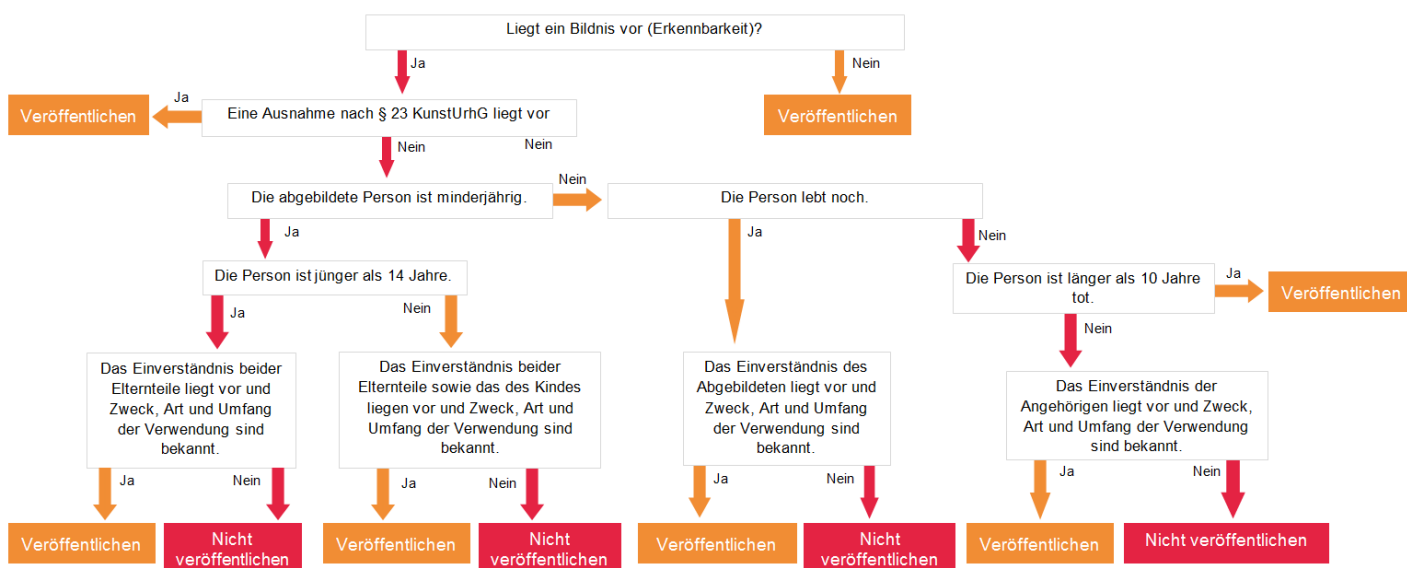 Liegt ein Bildnis vor (Erkennbarkeit)?
Ja
Nein
Ja
Veröffentlichen
Eine Ausnahme nach § 23 KunstUrhG liegt vor
Veröffentlichen
Nein
Nein
Die abgebildete Person ist minderjährig.
Nein
Die Person lebt noch.
Ja
Ja
Nein
Die Person ist jünger als 14 Jahre.
Die Person ist länger als 10 Jahre
tot.
Ja
Veröffentlichen
Ja
Nein
Nein
Das Einverständnis beider
Elternteile liegt vor und
Zweck, Art und Umfang
der Verwendung sind
bekannt.
Das Einverständnis beider
Elternteile sowie das des Kindes
liegen vor und Zweck, Art und
Umfang der Verwendung sind
bekannt.
Das Einverständnis des
Abgebildeten liegt vor und
Zweck, Art und Umfang
der Verwendung sind
bekannt.
Das Einverständnis der
Angehörigen liegt vor und Zweck,
Art und Umfang der Verwendung
sind bekannt.
Ja
Nein
Ja
Nein
Ja
Nein
Ja
Nein
Veröffentlichen
Nicht
veröffentlichen
Veröffentlichen
Nicht
veröffentlichen
Veröffentlichen
Nicht
veröffentlichen
Veröffentlichen
Nicht veröffentlichen